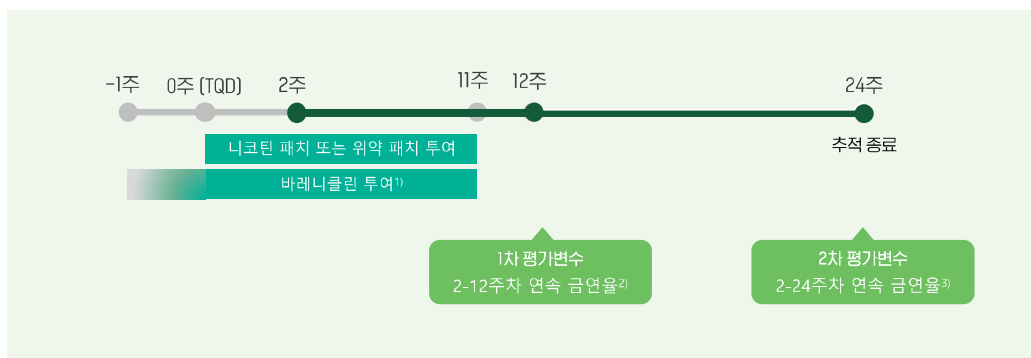 -1주
0주 (TQD)
2주
11주
12주
24주
추적 종료
니코틴 패치 또는 위약 패치 투여
바레니클린 투여¹⁾
1차 평가변수
2-12주차 연속 금연율²⁾
2차 평가변수
2-24주차 연속 금연율³⁾